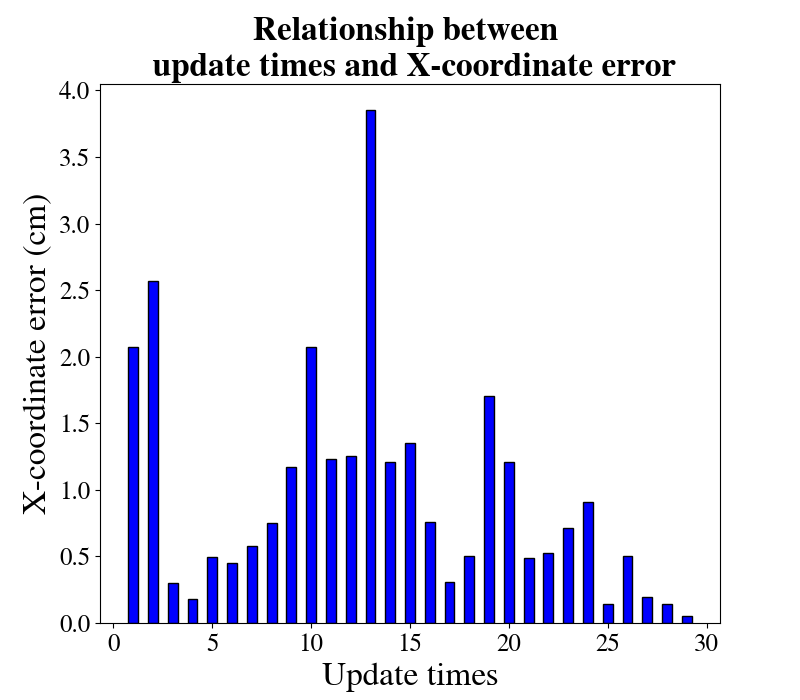 Relationship between
update times and X-coordinate error
X-coordinate error (cm)
4.0
3.5
3.0
2.5
2.0
1.5
1.0
0.5
0.0
0 5 10 15 20 25 30
Update times